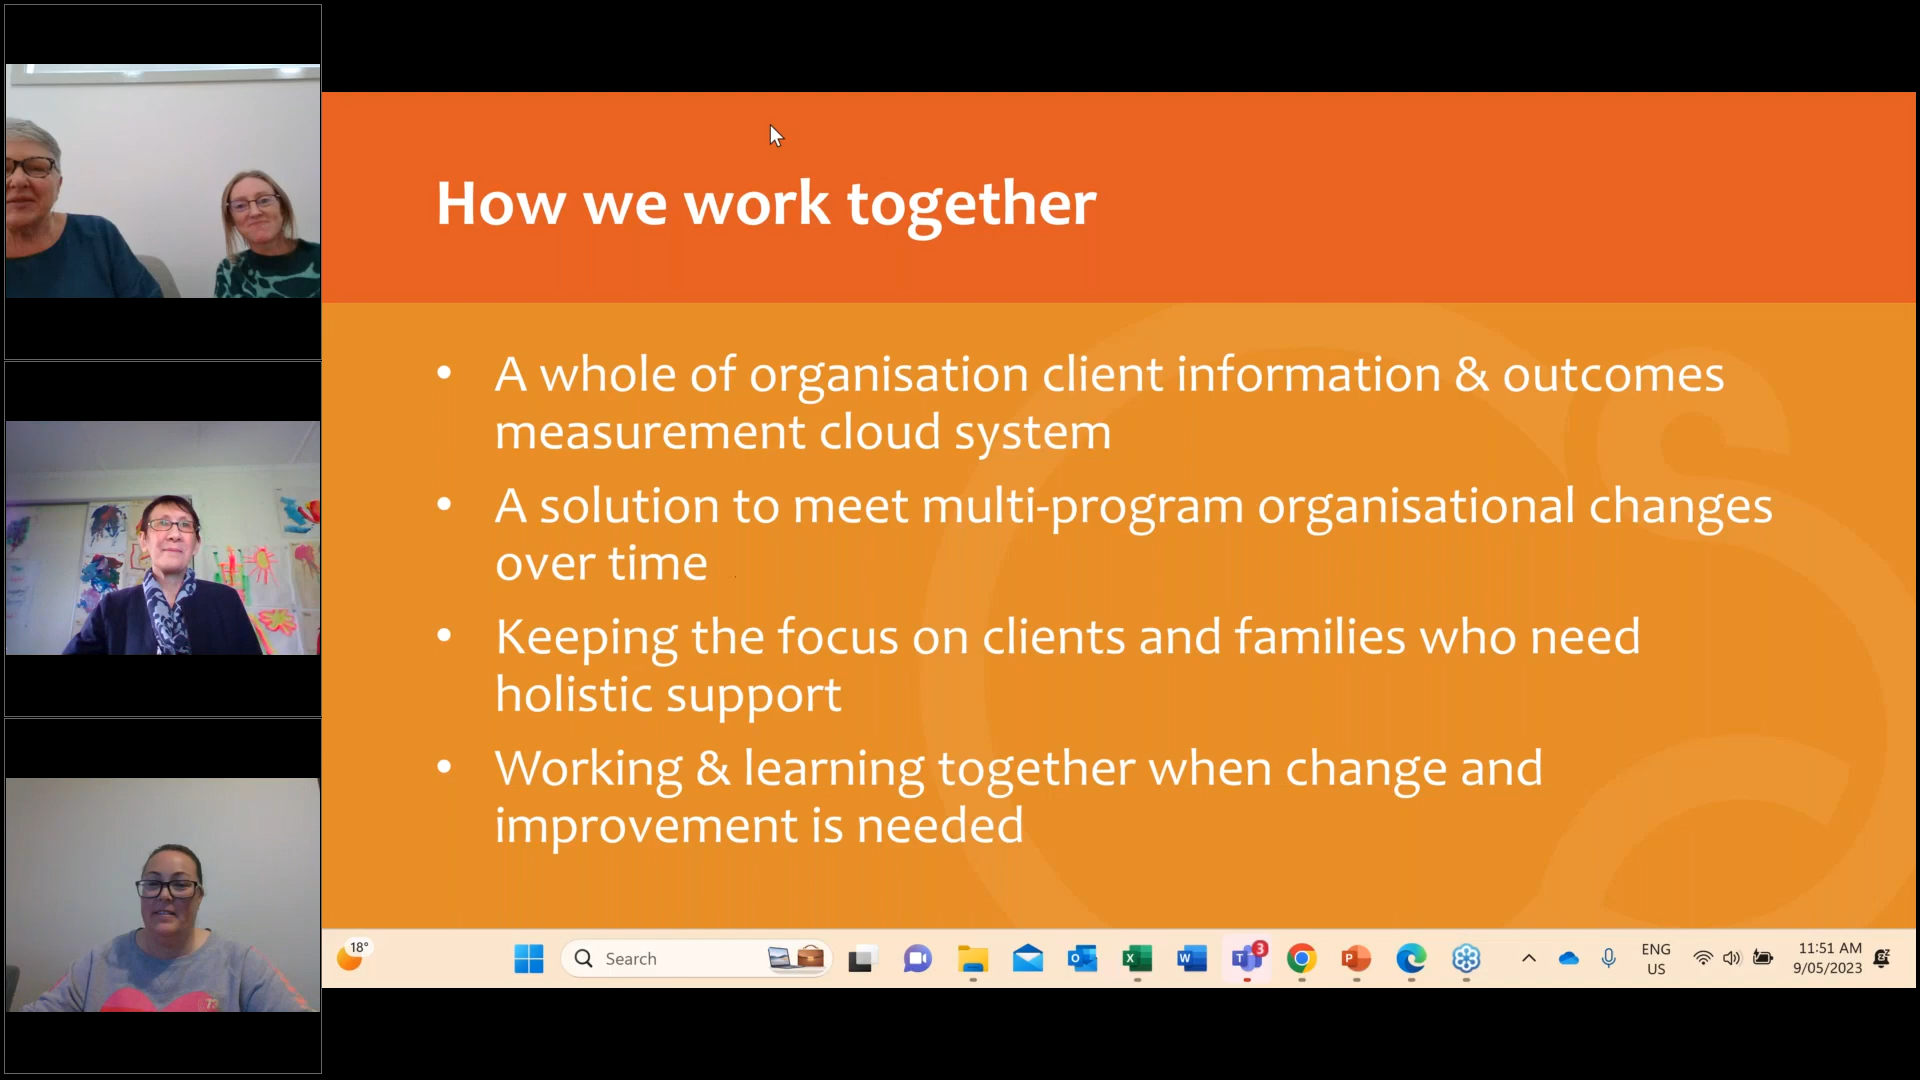 How we work together
• A whole of organisation client information & outcomes
measurement cloud system
• A solution to meet multi-program organisational changes
over time
• Keeping the focus on clients and families who need
holistic support
• Working & learning together when change and
improvement is needed
18°
Search
3
ENG
US
11:51 AM
9/05/2023